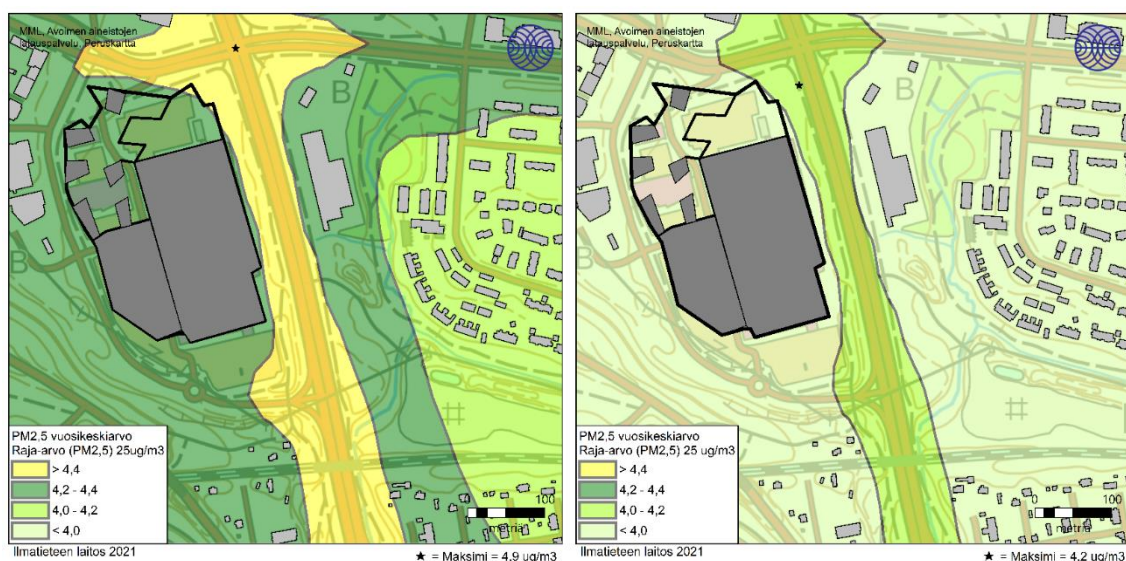 MML, Avoimen aineistojen
latauspalvelu, Peruskartta
B
B
PM2,5 vuosikeskiarvo
Raja-arvo (PM2,5) 25ug/m3
> 4,4
4,2 - 4,4
4,0 - 4,2
< 4,0
100
metriä
Ilmatieteen laitos 2021
★ = Maksimi = 4,9 ug/m3
MML, Avoimen aineistojen
latauspalvelu, Peruskartta
B
PM2,5 vuosikeskiarvo
Raja-arvo (PM2,5) 25 ug/m3
> 4,4
4,2 - 4,4
4,0 - 4,2
< 4,0
0 100
metriä
Ilmatieteen laitos 2021
★ = Maksimi = 4,2 ug/m3